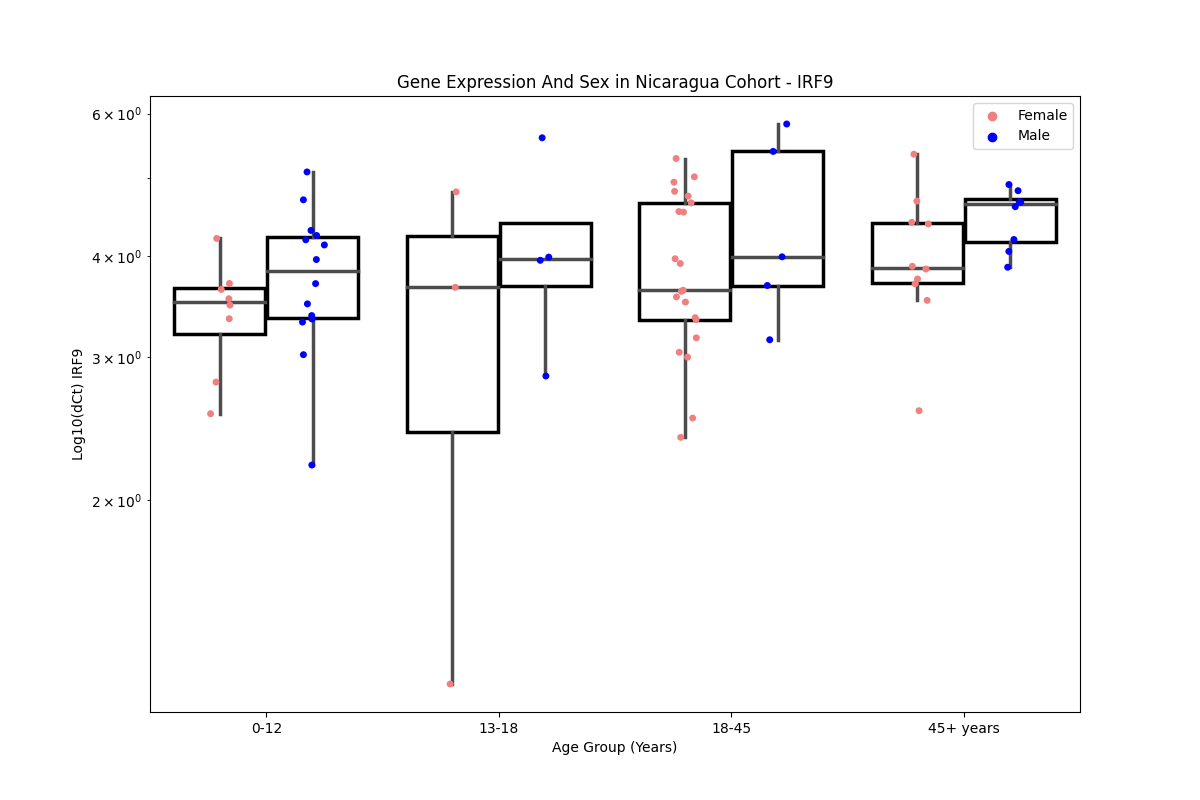 Gene Expression And Sex in Nicaragua Cohort - IRF9
Female
Male
6 × 10⁰
4 × 10⁰
3 × 10⁰
2 × 10⁰
Log10(dCt) IRF9
0-12
13-18
18-45
45+ years
Age Group (Years)